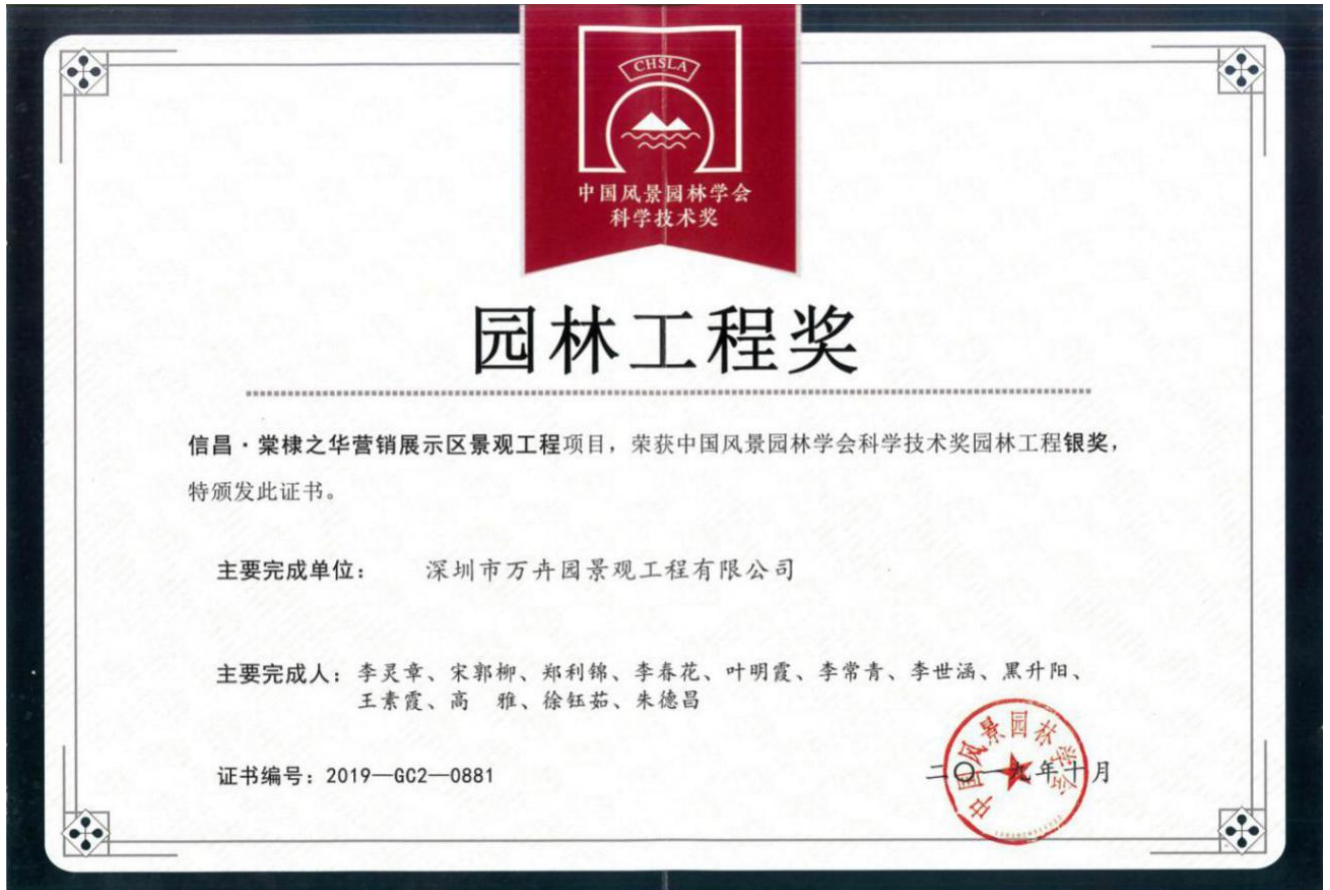 CHSLA
中国风景园林学会
科学技术奖
园林工程奖
信昌·棠棣之华营销展示区景观工程项目，荣获中国风景园林学会科学技术奖园林工程银奖，
特颁发此证书。
主要完成单位： 深圳市万卉园景观工程有限公司
主要完成人：李灵章、宋郭柳、郑利锦、李春花、叶明霞、李常青、李世涵、黑升阳、
王素霞、高　雅、徐钰茹、朱德昌
证书编号：2019—GC2—0881
二〇一九年十月
中国风景园林学会